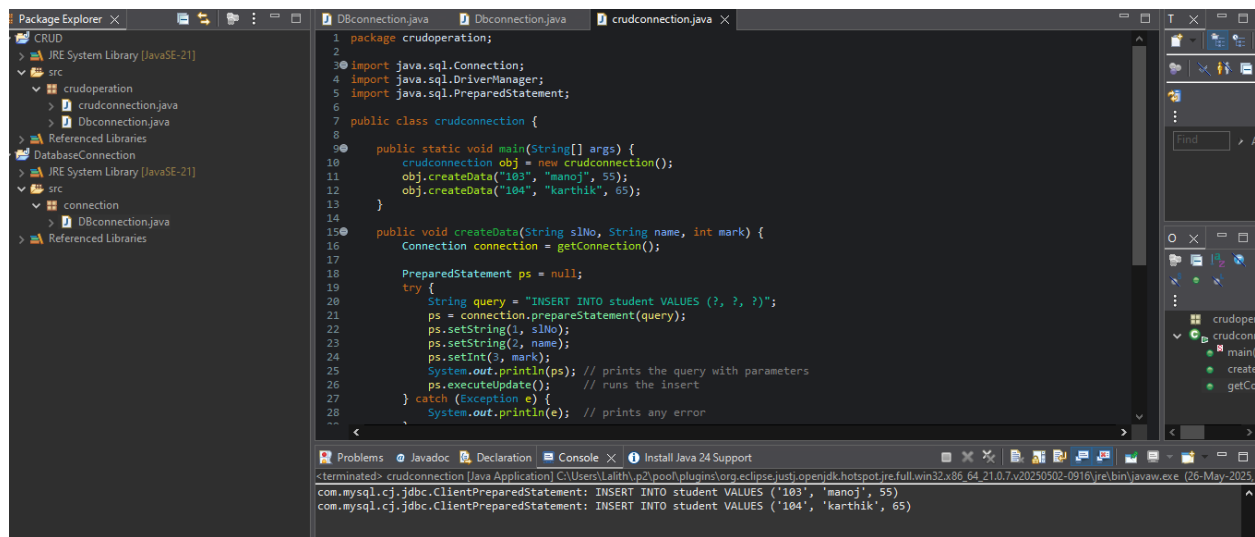 Package Explorer
CRUD
JRE System Library [JavaSE-21]
src
crudoperation
crudconnection.java
Dbconnection.java
Referenced Libraries
DatabaseConnection
JRE System Library [JavaSE-21]
src
connection
DBconnection.java
Referenced Libraries
DBconnection.java Dbconnection.java crudconnection.java
1 package crudoperation;
2
3 import java.sql.Connection;
4 import java.sql.DriverManager;
5 import java.sql.PreparedStatement;
6
7 public class crudconnection {
8
9 public static void main(String[] args) {
10 crudconnection obj = new crudconnection();
11 obj.createData("103", "manoj", 55);
12 obj.createData("104", "karthik", 65);
13 }
14
15 public void createData(String slNo, String name, int mark) {
16 Connection connection = getConnection();
17
18 PreparedStatement ps = null;
19 try {
20 String query = "INSERT INTO student VALUES (?, ?, ?)";
21 ps = connection.prepareStatement(query);
22 ps.setString(1, slNo);
23 ps.setString(2, name);
24 ps.setInt(3, mark);
25 System.out.println(ps); // prints the query with parameters
26 ps.executeUpdate(); // runs the insert
27 } catch (Exception e) {
28 System.out.println(e); // prints any error
T
Find
O
crudoper
crudcon
main(
create
getCo
Problems Javadoc Declaration Console Install Java 24 Support
<terminated> crudconnection [Java Application] C:\Users\Lalith\.p2\pool\plugins\org.eclipse.justj.openjdk.hotspot.jre.full.win32.x86_64_21.0.7.v20250502-0916\jre\bin\javaw.exe (26-May-2025,
com.mysql.cj.jdbc.ClientPreparedStatement: INSERT INTO student VALUES ('103', 'manoj', 55)
com.mysql.cj.jdbc.ClientPreparedStatement: INSERT INTO student VALUES ('104', 'karthik', 65)